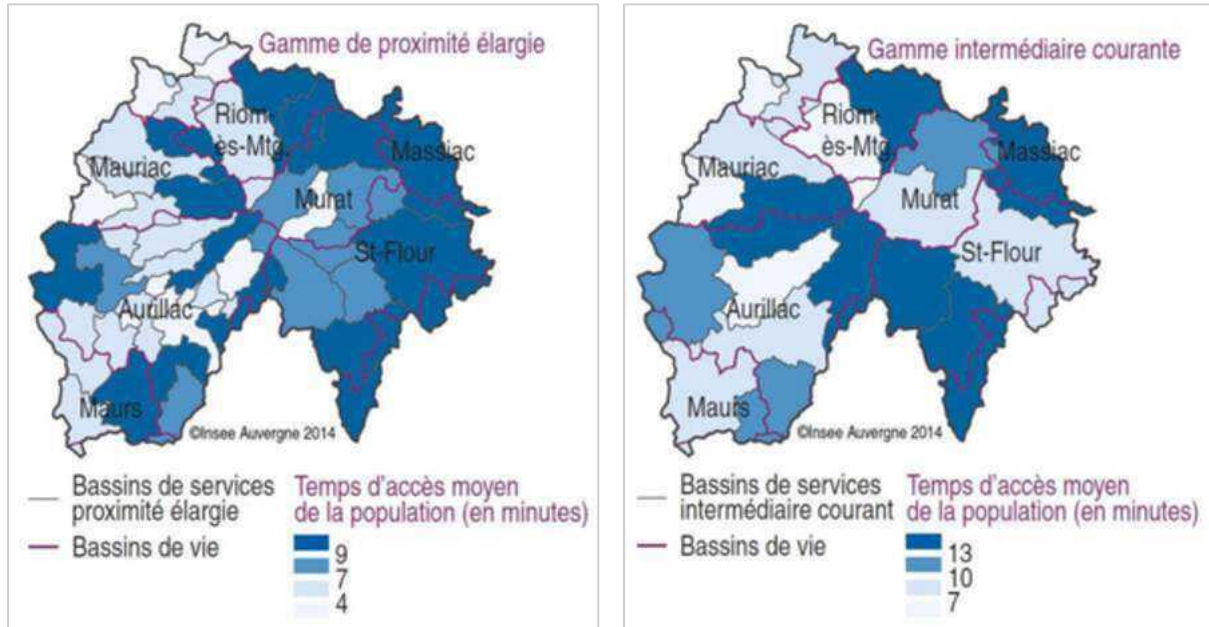 Gamme de proximité élargie
Riom-
ès-Mtg.
Mauriac
Massiac
Murat
St-Flour
Aurillac
Maurs
©Insee Auvergne 2014
Bassins de services
proximité élargie
Bassins de vie
Temps d'accès moyen
de la population (en minutes)
9
7
4
Gamme intermédiaire courante
Riom-
ès-Mtg.
Mauriac
Massiac
Murat
St-Flour
Aurillac
Maurs
©Insee Auvergne 2014
Bassins de services
intermédiaire courant
Bassins de vie
Temps d'accès moyen
de la population (en minutes)
13
10
7